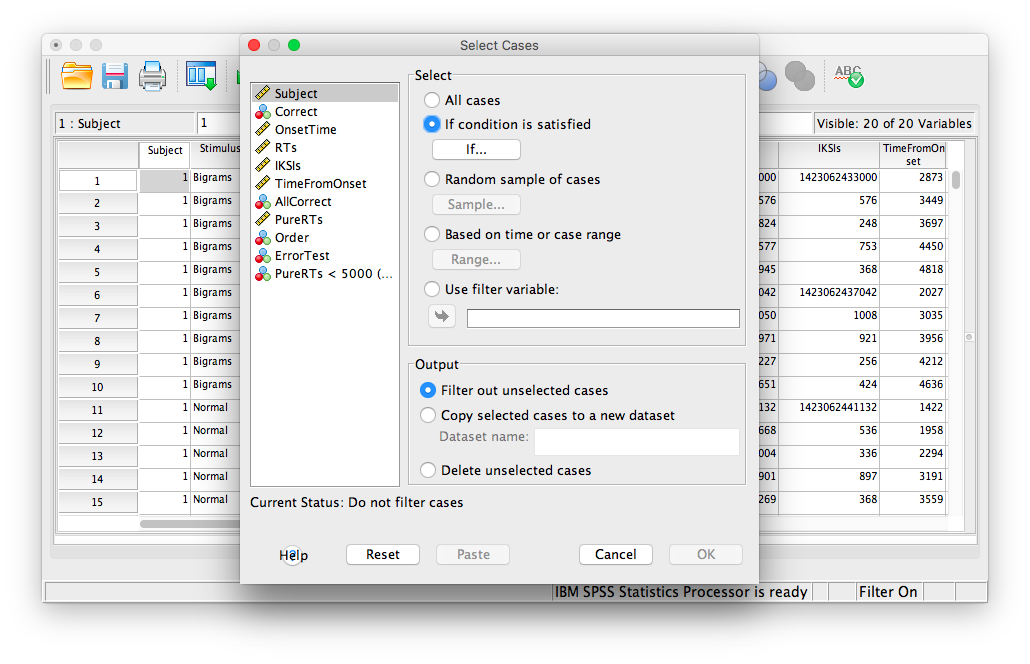 Select Cases
ABC
1 : Subject
1
Visible: 20 of 20 Variables
Subject
Stimulus
IKSIs
TimeFromOn
set
1 1 Bigrams 000 1423062433000 2873
2 1 Bigrams 576 576 3449
3 1 Bigrams 824 248 3697
4 1 Bigrams 577 753 4450
5 1 Bigrams 945 368 4818
6 1 Bigrams 042 1423062437042 2027
7 1 Bigrams 050 1008 3035
8 1 Bigrams 971 921 3956
9 1 Bigrams 227 256 4212
10 1 Bigrams 651 424 4636
11 1 Normal 132 1423062441132 1422
12 1 Normal 668 536 1958
13 1 Normal 004 336 2294
14 1 Normal 901 897 3191
15 1 Normal 269 368 3559
Subject
Correct
OnsetTime
RTs
IKSIs
TimeFromOnset
AllCorrect
PureRTs
Order
ErrorTest
PureRTs < 5000 (...
Select
All cases
If condition is satisfied
If...
Random sample of cases
Sample...
Based on time or case range
Range...
Use filter variable:
Output
Filter out unselected cases
Copy selected cases to a new dataset
Dataset name:
Delete unselected cases
Current Status: Do not filter cases
Help
Reset
Paste
Cancel
OK
IBM SPSS Statistics Processor is ready
Filter On